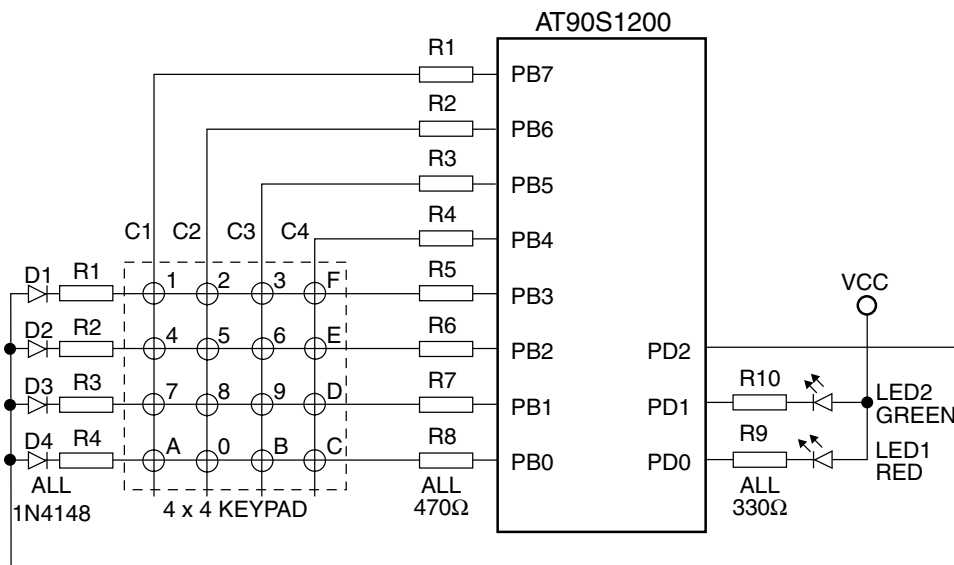 AT90S1200
R1
PB7
R2
PB6
R3
PB5
R4
PB4
C1 C2 C3 C4
D1 R1 1 2 3 F R5 PB3
VCC
D2 R2 4 5 6 E R6 PB2 PD2
D3 R3 7 8 9 D R7 PB1 PD1 R10 LED2
GREEN
D4 R4 A 0 B C R8 PB0 PD0 R9 LED1
RED
ALL
1N4148
4 x 4 KEYPAD
ALL
470Ω
ALL
330Ω